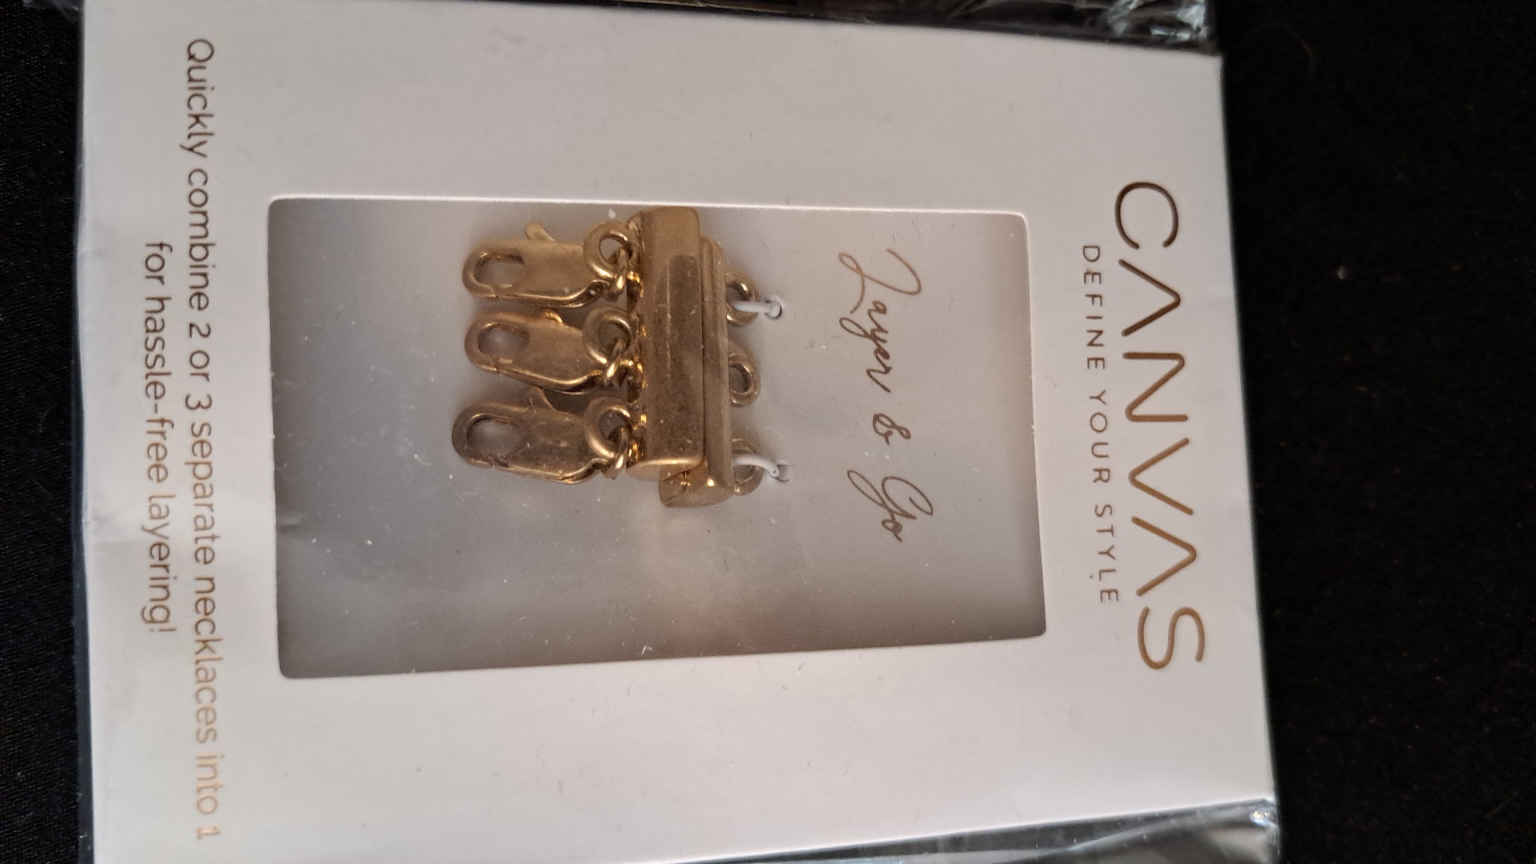 CANVAS
DEFINE YOUR STYLE
Layer & Go
Quickly combine 2 or 3 separate necklaces into 1
for hassle-free layering!